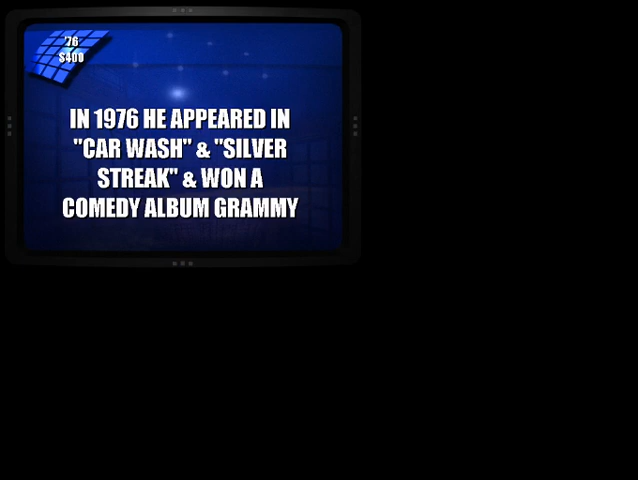 '76
$400
IN 1976 HE APPEARED IN
"CAR WASH" & "SILVER
STREAK" & WON A
COMEDY ALBUM GRAMMY